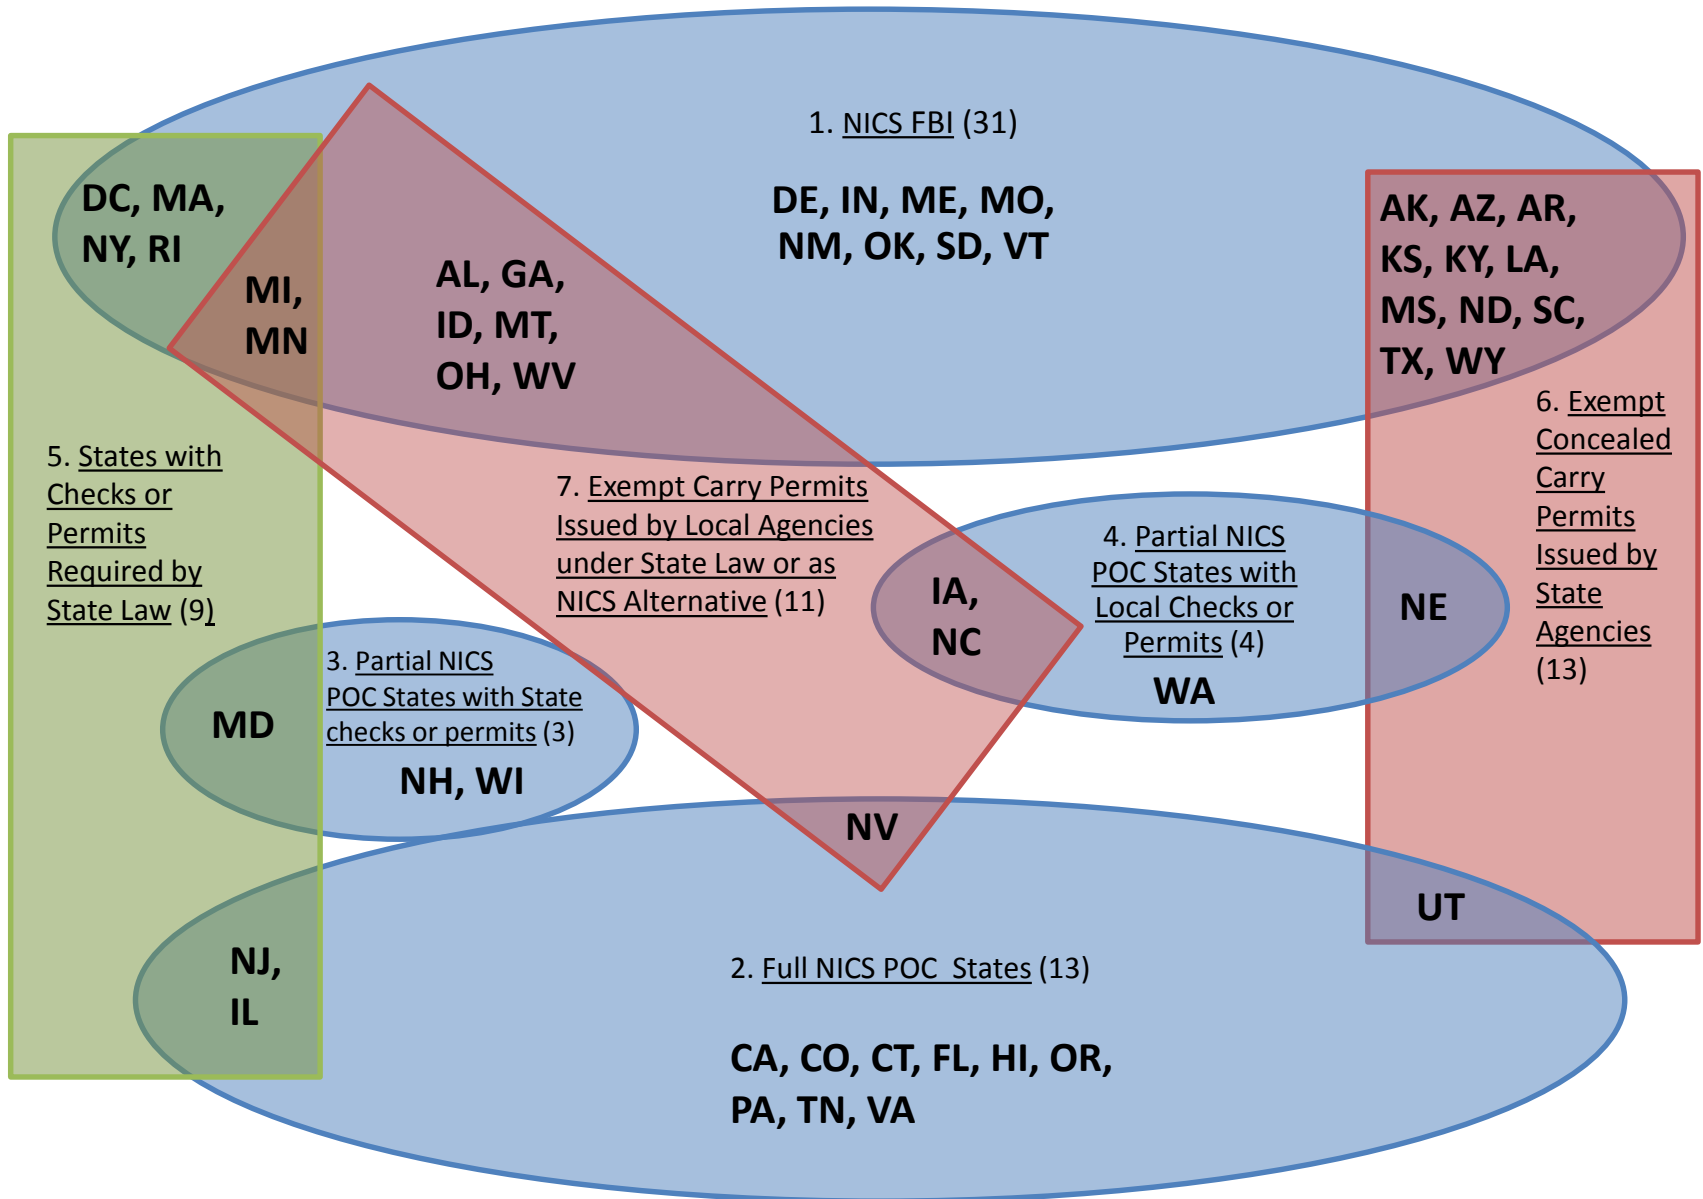 1. NICS FBI (31)
DE, IN, ME, MO,
NM, OK, SD, VT
DC, MA,
NY, RI
MI,
MN
AL, GA,
ID, MT,
OH, WV
AK, AZ, AR,
KS, KY, LA,
MS, ND, SC,
TX, WY
5. States with
Checks or
Permits
Required by
State Law (9)
7. Exempt Carry Permits
Issued by Local Agencies
under State Law or as
NICS Alternative (11)
6. Exempt
Concealed
Carry
Permits
Issued by
State
Agencies
(13)
4. Partial NICS
POC States with
Local Checks or
Permits (4)
WA
IA,
NC
NE
3. Partial NICS
POC States with State
checks or permits (3)
NH, WI
MD
NV
UT
NJ,
IL
2. Full NICS POC  States (13)
CA, CO, CT, FL, HI, OR,
PA, TN, VA